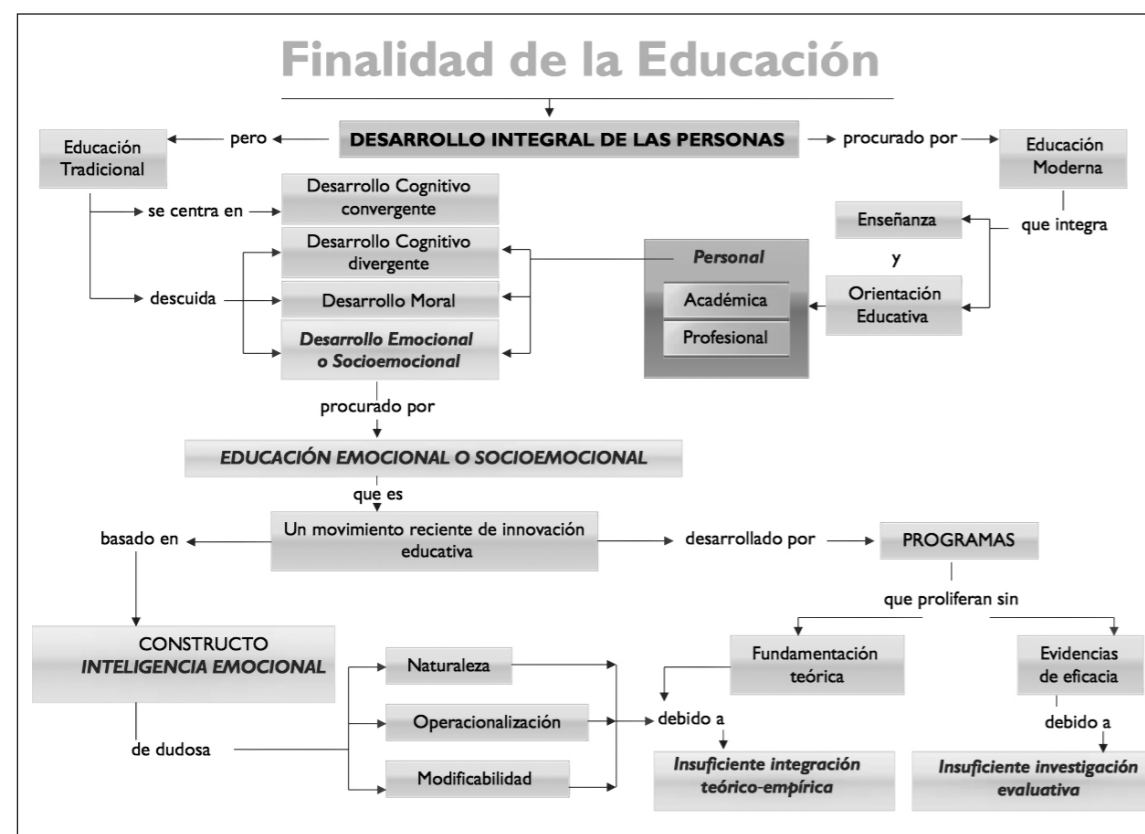 Finalidad de la Educación
Educación
Tradicional
pero
DESARROLLO INTEGRAL DE LAS PERSONAS
procurado por
Educación
Moderna
se centra en
Desarrollo Cognitivo
convergente
Enseñanza
que integra
Desarrollo Cognitivo
divergente
Personal
y
descuida
Desarrollo Moral
Académica
Orientación
Educativa
Desarrollo Emocional
o Socioemocional
Profesional
procurado por
EDUCACIÓN EMOCIONAL O SOCIOEMOCIONAL
que es
basado en
Un movimiento reciente de innovación
educativa
desarrollado por
PROGRAMAS
que proliferan sin
CONSTRUCTO
INTELIGENCIA EMOCIONAL
Naturaleza
Fundamentación
teórica
Evidencias
de eficacia
Operacionalización
debido a
debido a
de dudosa
Modificabilidad
Insuficiente integración
teórico-empírica
Insuficiente investigación
evaluativa